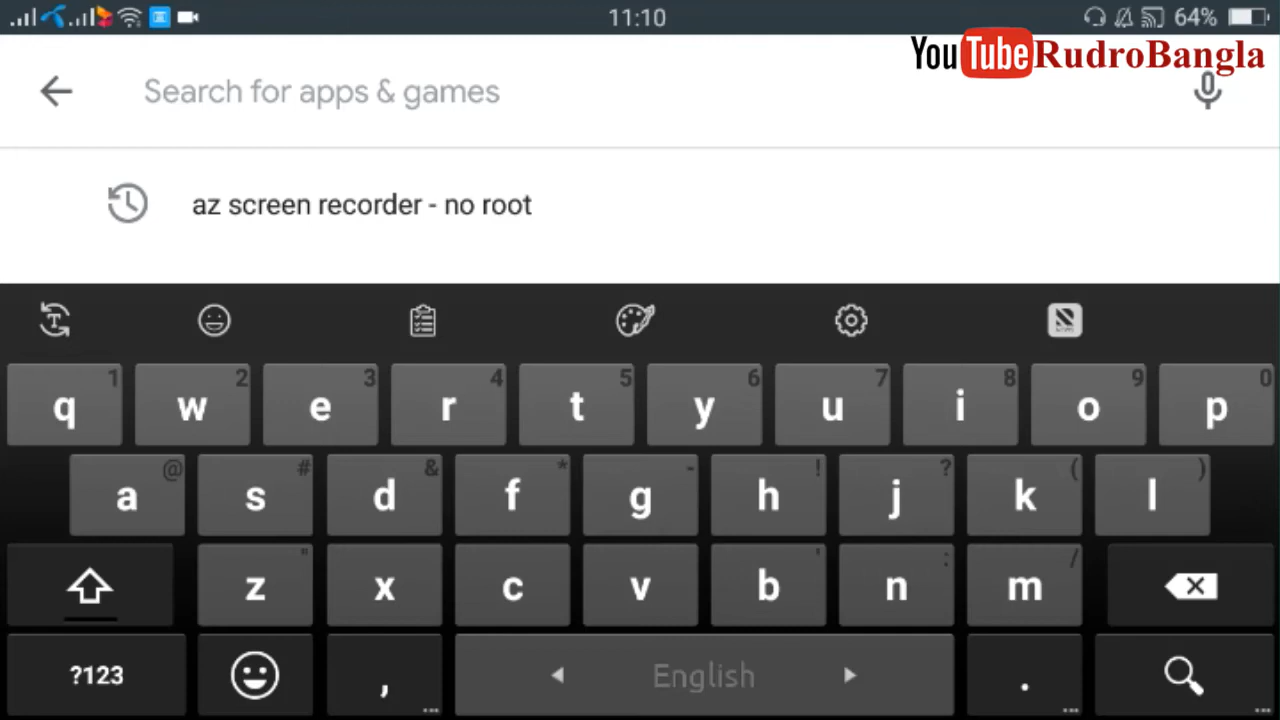 11:10
64%
YouTubeRudroBangla
Search for apps & games
az screen recorder - no root
q 1 w 2 e 3 r 4 t 5 y 6 u 7 i 8 o 9 p 0
a @ s # d & f * g - h ! j ? k ( l )
z " x c v b ' n : m /
?123 , ... English . ... ...